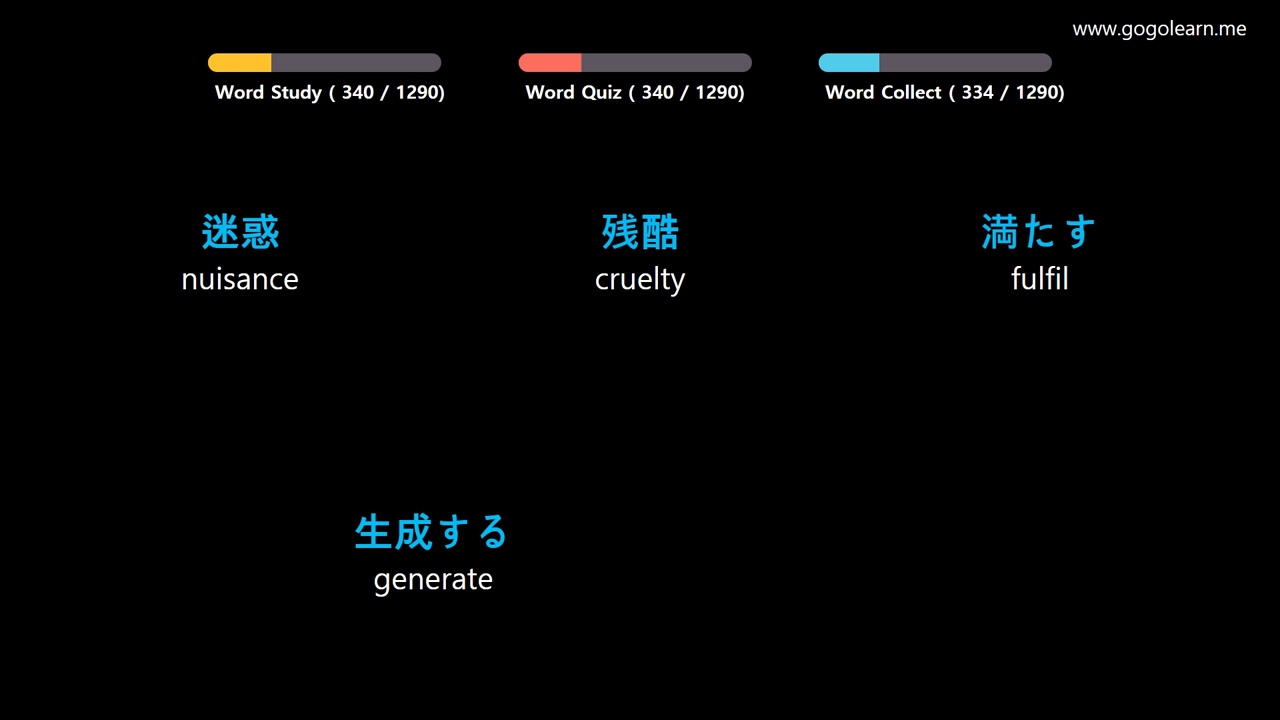 www.gogolearn.me
Word Study ( 340 / 1290)
Word Quiz ( 340 / 1290)
Word Collect ( 334 / 1290)
迷惑
nuisance
残酷
cruelty
満たす
fulfil
生成する
generate